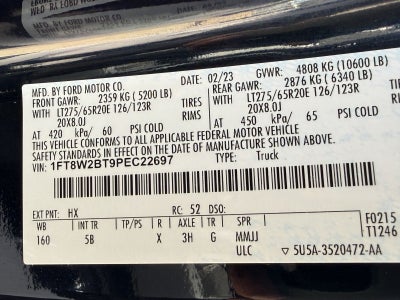 MFD. BY FORD MOTOR CO.
DATE: 02/23 GVWR: 4808 KG (10600 LB)
FRONT GAWR: 2359 KG ( 5200 LB) REAR GAWR: 2876 KG ( 6340 LB)
LT275/65R20E 126/123R TIRES WITH LT275/65R20E 126/123R
20X8.0J RIMS 20X8.0J
AT 420 kPa/ 60 PSI COLD AT 450 kPa/ 65 PSI COLD
THIS VEHICLE CONFORMS TO ALL APPLICABLE FEDERAL MOTOR VEHICLE
SAFETY STANDARDS IN EFFECT ON THE DATE OF MANUFACTURE SHOWN ABOVE.
VIN: 1FT8W2BT9PEC22697 TYPE: Truck
EXT PNT: HX RC: 52 DSO: F0215
WB INT TR TP/PS R AX TR SPR T1246
160 5B X 3H G MMJJ
ULC 5U5A-3520472-AA